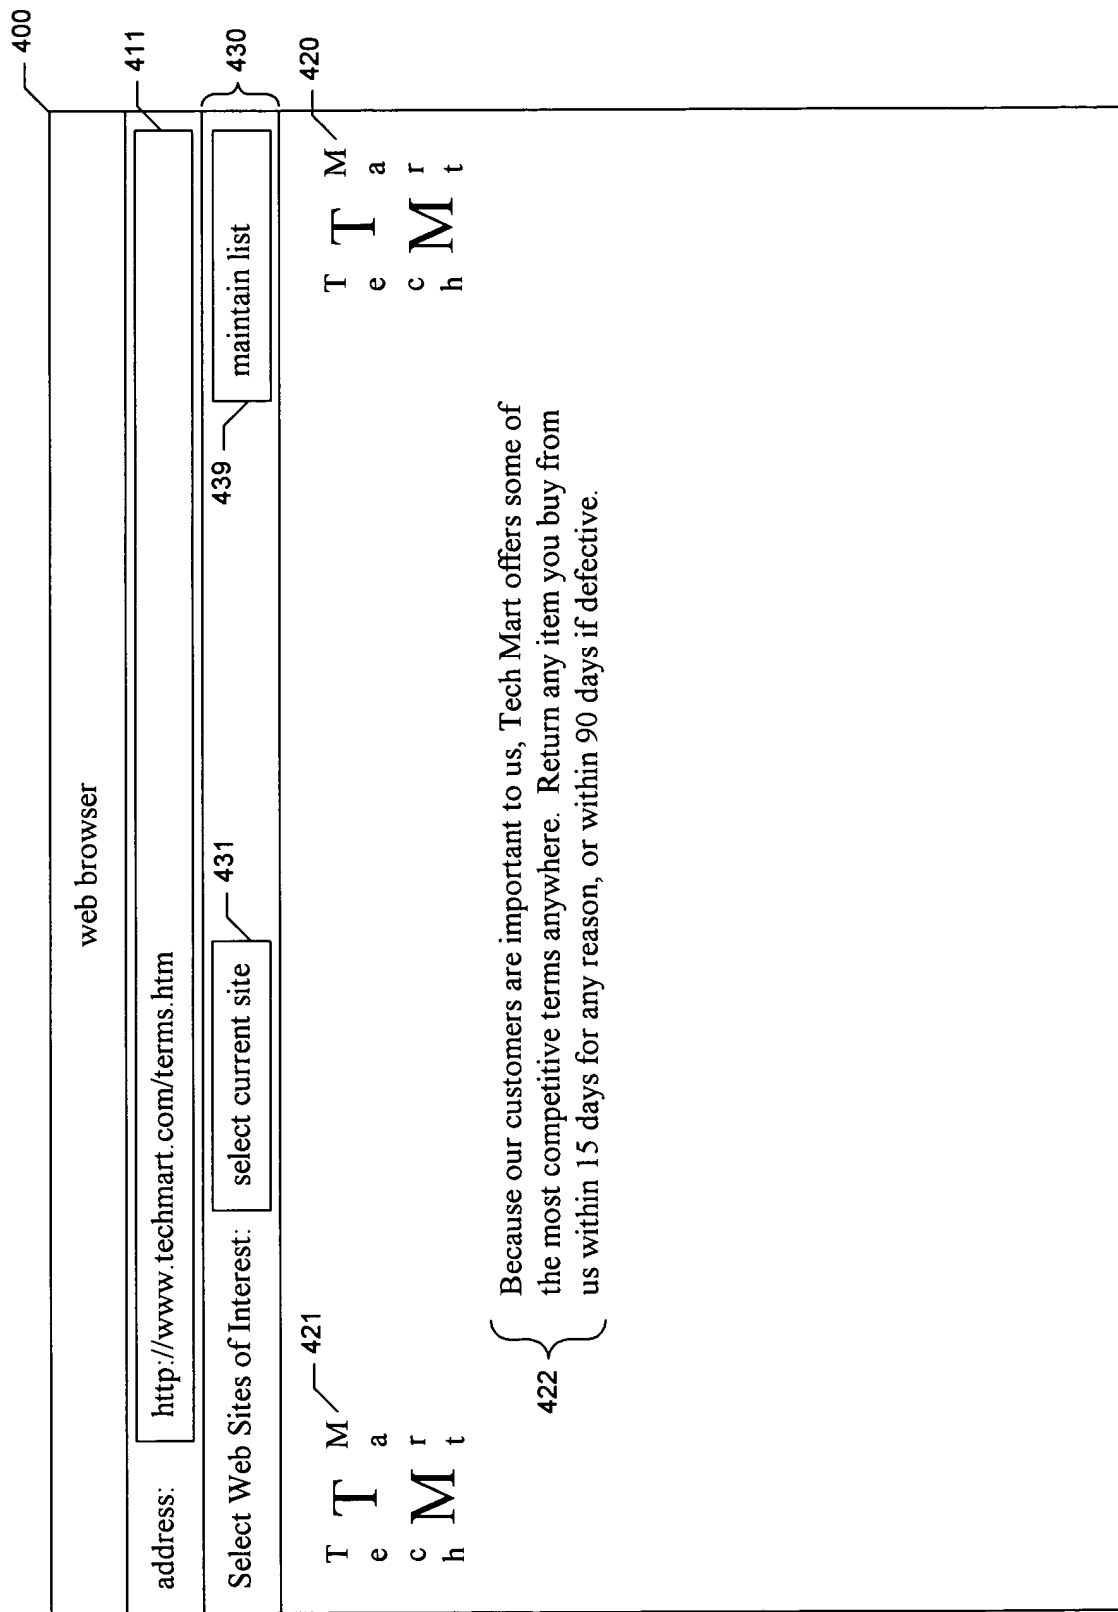 400
web browser
411
address: http://www.techmart.com/terms.htm
430
Select Web Sites of Interest: select current site 431 439 maintain list
421
420
T T M
e a
c M r
h t
T T M
e a
c M r
h t
422
Because our customers are important to us, Tech Mart offers some of
the most competitive terms anywhere. Return any item you buy from
us within 15 days for any reason, or within 90 days if defective.